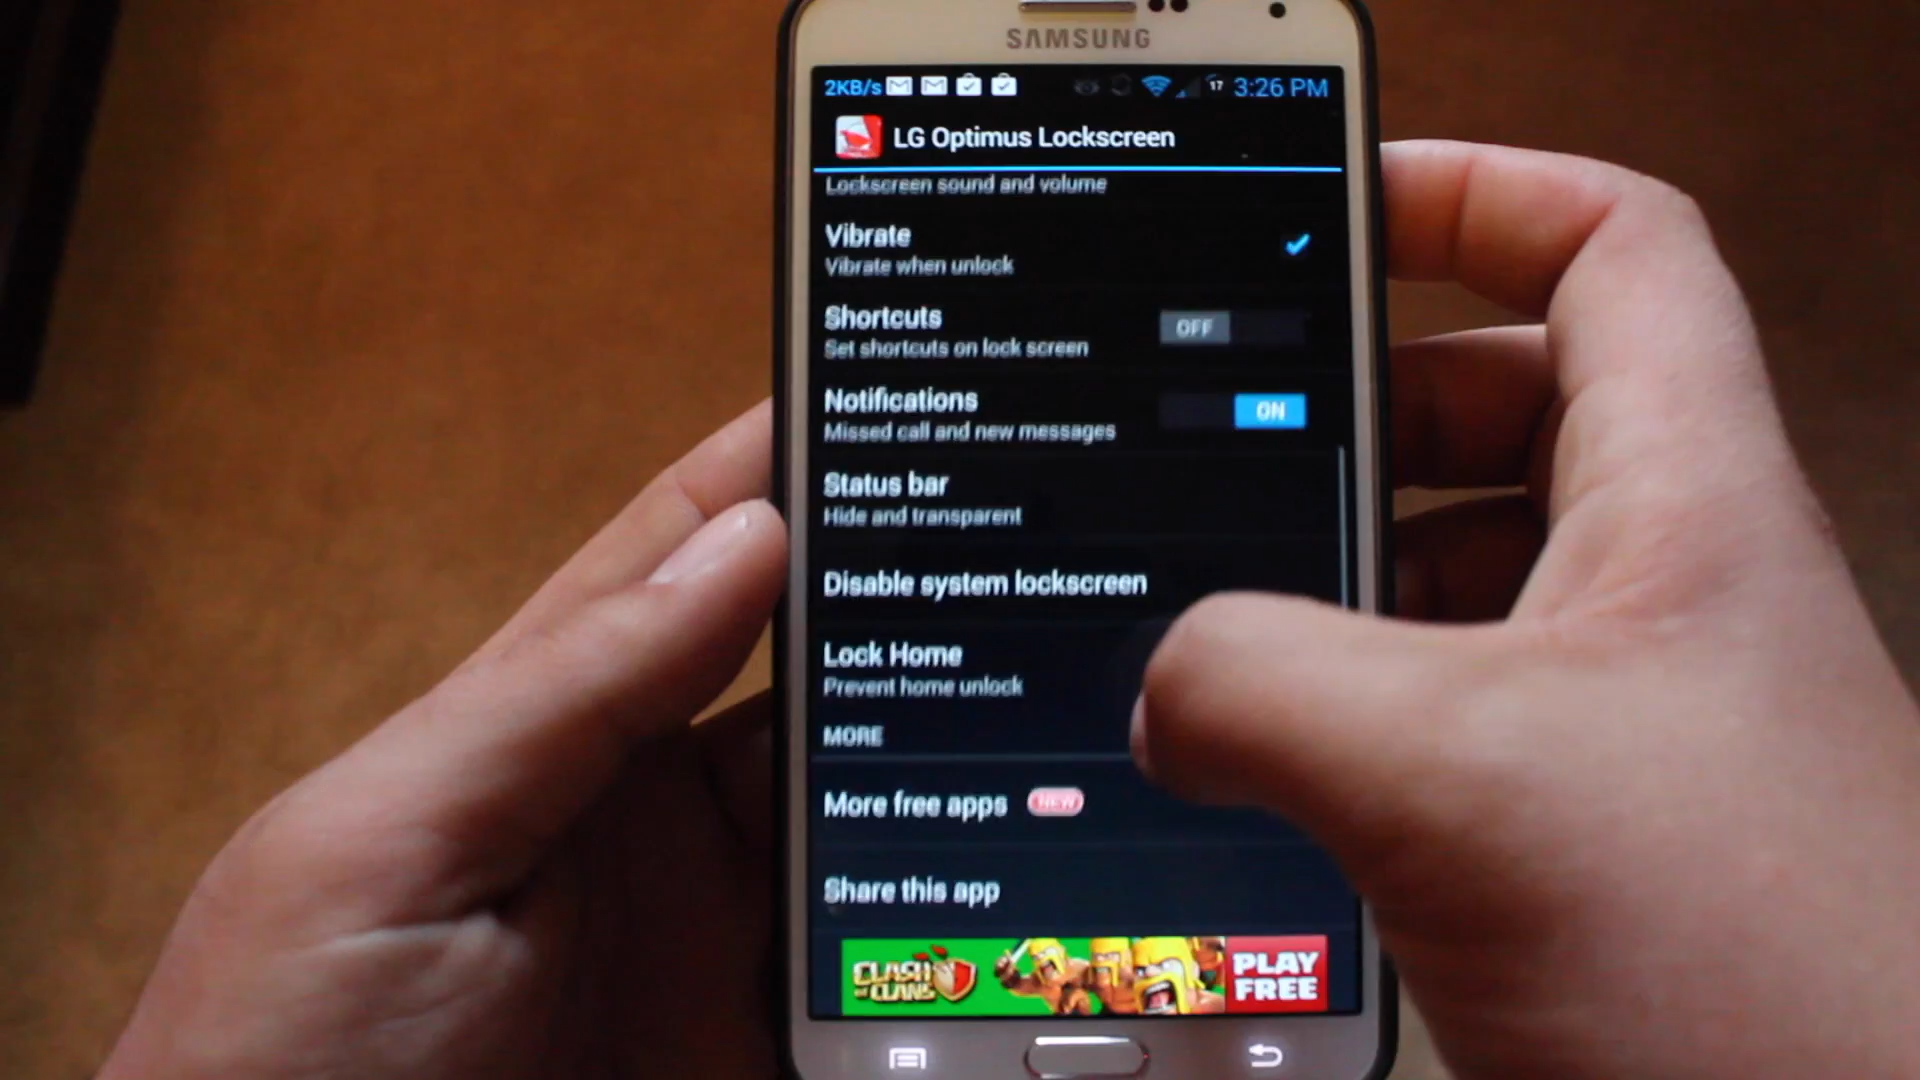 SAMSUNG
2KB/s 17 3:26 PM
LG Optimus Lockscreen
Lockscreen sound and volume
Vibrate
Vibrate when unlock
Shortcuts
OFF
Set shortcuts on lock screen
Notifications
ON
Missed call and new messages
Status bar
Hide and transparent
Disable system lockscreen
Lock Home
Prevent home unlock
MORE
More free apps NEW
Share this app
CLASH
OF CLANS
PLAY
FREE